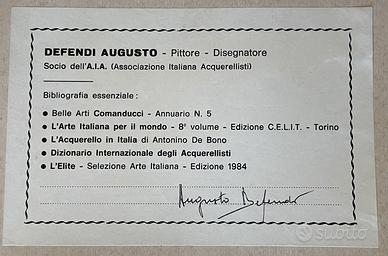 DEFENDI AUGUSTO - Pittore - Disegnatore
Socio dell'A.I.A. (Associazione Italiana Acquerellisti)
Bibliografia essenziale :
● Belle Arti Comanducci - Annuario N. 5
● L'Arte Italiana per il mondo - 8° volume - Edizione C.E.L.I.T. - Torino
● L'Acquerello in Italia di Antonino De Bono
● Dizionario Internazionale degli Acquerellisti
● L'Elite - Selezione Arte Italiana - Edizione 1984
Augusto Defendi
subito